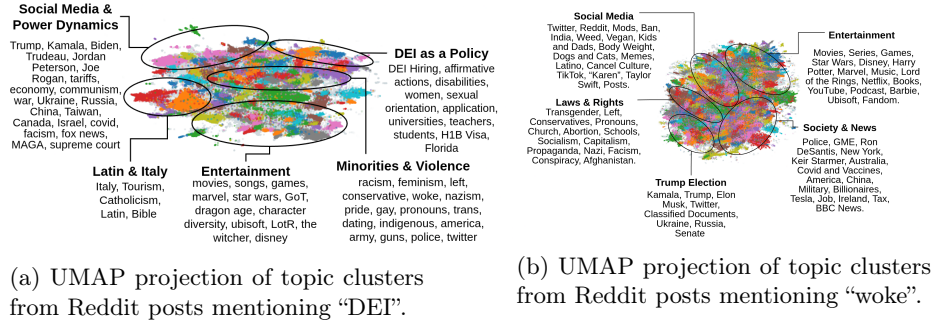 Social Media &
Power Dynamics
Trump, Kamala, Biden,
Trudeau, Jordan
Peterson, Joe
Rogan, tariffs,
economy, communism,
war, Ukraine, Russia,
China, Taiwan,
Canada, Israel, covid,
facism, fox news,
MAGA, supreme court
DEI as a Policy
DEI Hiring, affirmative
actions, disabilities,
women, sexual
orientation, application,
universities, teachers,
students, H1B Visa,
Florida
Latin & Italy
Italy, Tourism,
Catholicism,
Latin, Bible
Entertainment
movies, songs, games,
marvel, star wars, GoT,
dragon age, character
diversity, ubisoft, LotR, the
witcher, disney
Minorities & Violence
racism, feminism, left,
conservative, woke, nazism,
pride, gay, pronouns, trans,
dating, indigenous, america,
army, guns, police, twitter
(a) UMAP projection of topic clusters
from Reddit posts mentioning “DEI”.
Social Media
Twitter, Reddit, Mods, Ban,
India, Weed, Vegan, Kids
and Dads, Body Weight,
Dogs and Cats, Memes,
Latino, Cancel Culture,
TikTok, “Karen”, Taylor
Swift, Posts.
Laws & Rights
Transgender, Left,
Conservatives, Pronouns,
Church, Abortion, Schools,
Socialism, Capitalism,
Propaganda, Nazi, Facism,
Conspiracy, Afghanistan.
Trump Election
Kamala, Trump, Elon
Musk, Twitter,
Classified Documents,
Ukraine, Russia,
Senate
Entertainment
Movies, Series, Games,
Star Wars, Disney, Harry
Potter, Marvel, Music, Lord
of the Rings, Netflix, Books,
YouTube, Podcast, Barbie,
Ubisoft, Fandom.
Society & News
Police, GME, Ron
DeSantis, New York,
Keir Starmer, Australia,
Covid and Vaccines,
America, China,
Military, Billionaires,
Tesla, Job, Ireland, Tax,
BBC News.
(b) UMAP projection of topic clusters
from Reddit posts mentioning “woke”.